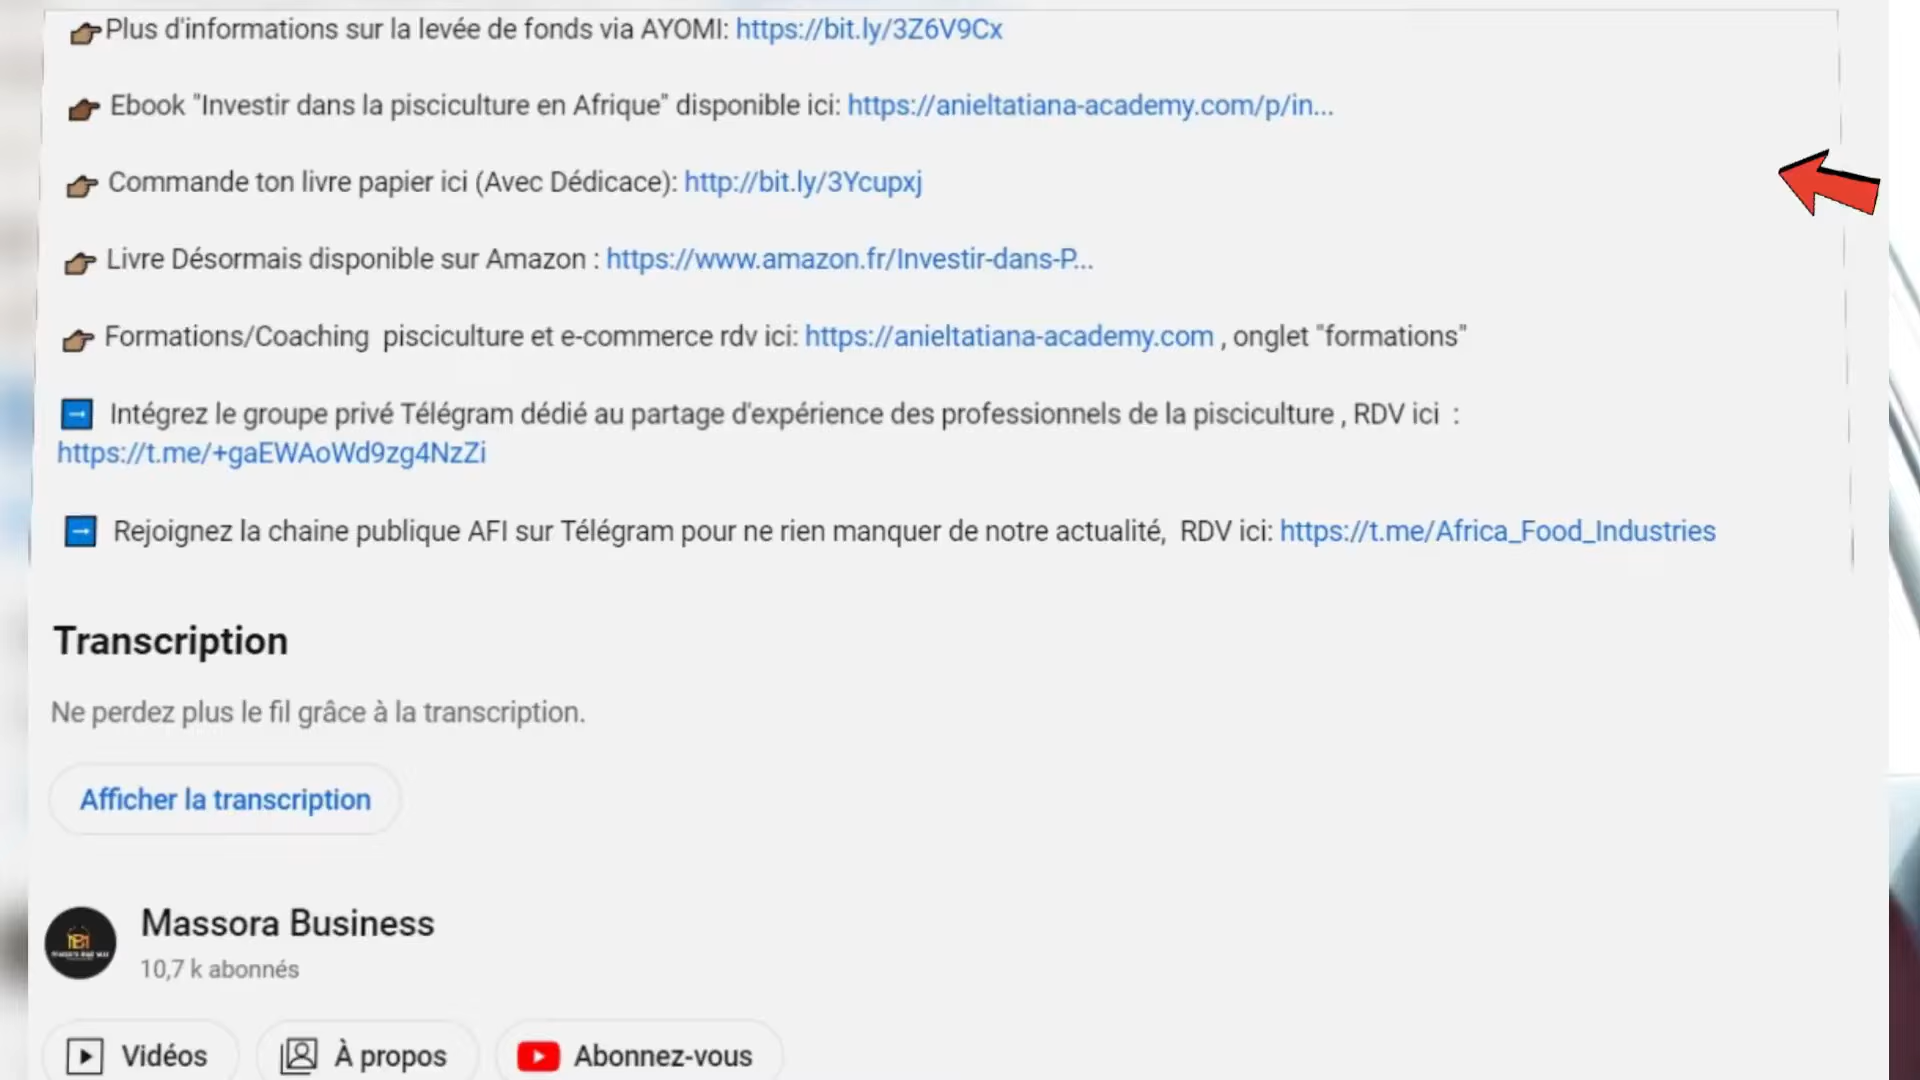 Plus d'informations sur la levée de fonds via AYOMI: https://bit.ly/3Z6V9Cx
Ebook "Investir dans la pisciculture en Afrique" disponible ici: https://anieltatiana-academy.com/p/in...
Commande ton livre papier ici (Avec Dédicace): http://bit.ly/3Ycupxj
Livre Désormais disponible sur Amazon : https://www.amazon.fr/Investir-dans-P...
Formations/Coaching pisciculture et e-commerce rdv ici: https://anieltatiana-academy.com , onglet "formations"
Intégrez le groupe privé Télégram dédié au partage d'expérience des professionnels de la pisciculture , RDV ici :
https://t.me/+gaEWAoWd9zg4NzZi
Rejoignez la chaine publique AFI sur Télégram pour ne rien manquer de notre actualité, RDV ici: https://t.me/Africa_Food_Industries
Transcription
Ne perdez plus le fil grâce à la transcription.
Afficher la transcription
Massora Business
10,7 k abonnés
Vidéos
À propos
Abonnez-vous